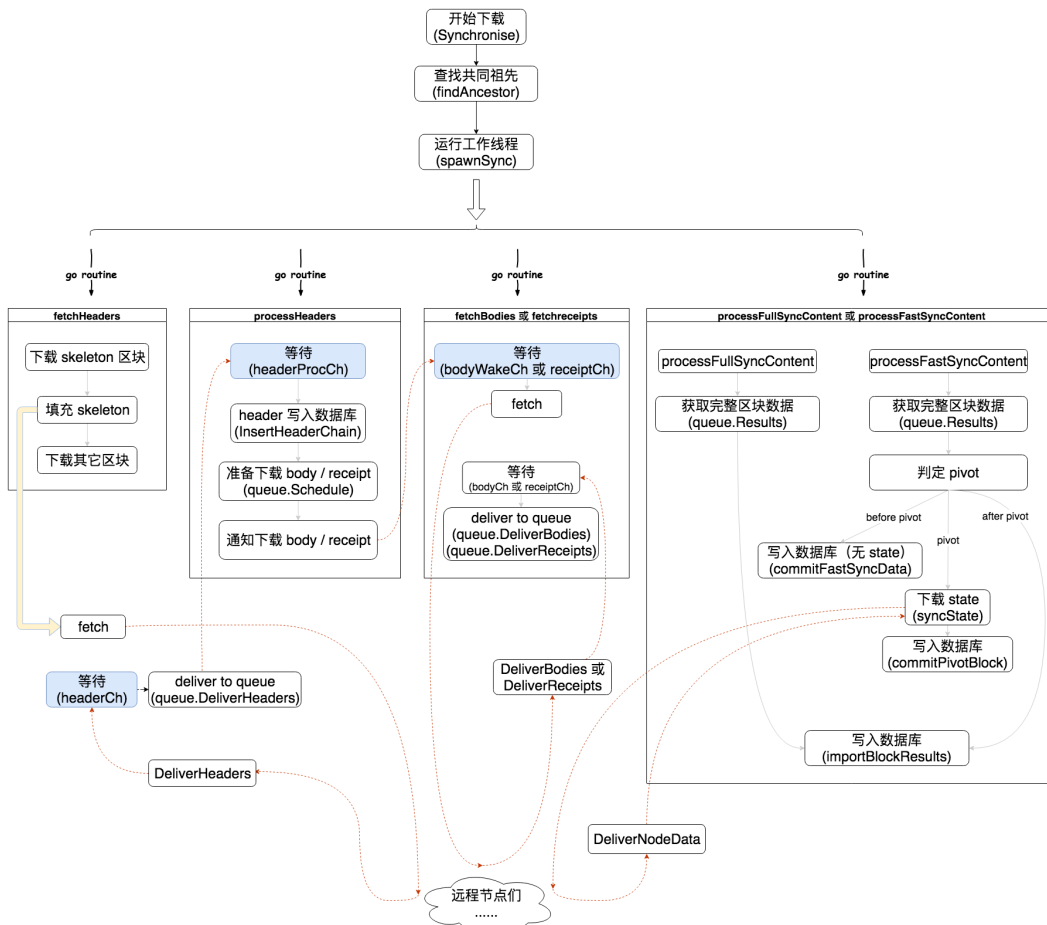 开始下载
(Synchronise)
查找共同祖先
(findAncestor)
运行工作线程
(spawnSync)
go routine
go routine
go routine
go routine
fetchHeaders
下载 skeleton 区块
填充 skeleton
下载其它区块
processHeaders
等待
(headerProcCh)
header 写入数据库
(InsertHeaderChain)
准备下载 body / receipt
(queue.Schedule)
通知下载 body / receipt
fetchBodies 或 fetchreceipts
等待
(bodyWakeCh 或 receiptCh)
fetch
等待
(bodyCh 或 receiptCh)
deliver to queue
(queue.DeliverBodies)
(queue.DeliverReceipts)
processFullSyncContent 或 processFastSyncContent
processFullSyncContent
获取完整区块数据
(queue.Results)
processFastSyncContent
获取完整区块数据
(queue.Results)
判定 pivot
before pivot
pivot
after pivot
写入数据库（无 state）
(commitFastSyncData)
下载 state
(syncState)
写入数据库
(commitPivotBlock)
写入数据库
(importBlockResults)
fetch
等待
(headerCh)
deliver to queue
(queue.DeliverHeaders)
DeliverHeaders
DeliverBodies 或
DeliverReceipts
DeliverNodeData
远程节点们
......